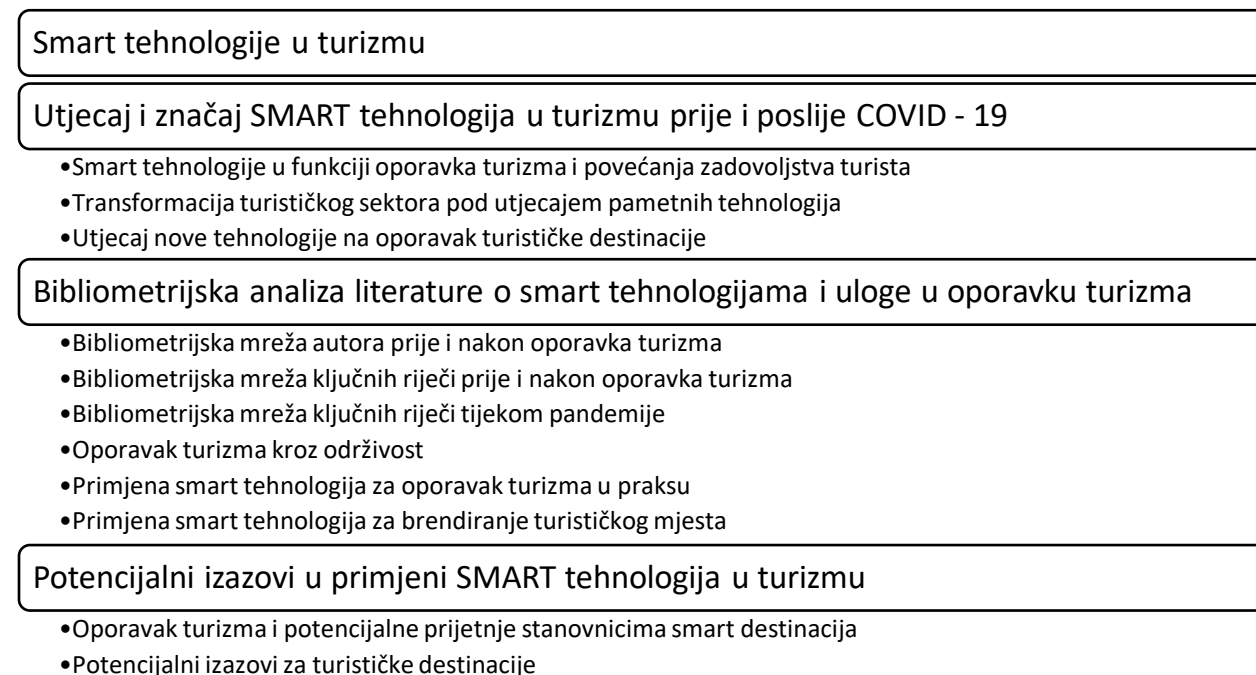 Smart tehnologije u turizmu
Utjecaj i značaj SMART tehnologija u turizmu prije i poslije COVID - 19
•Smart tehnologije u funkciji oporavka turizma i povećanja zadovoljstva turista
•Transformacija turističkog sektora pod utjecajem pametnih tehnologija
•Utjecaj nove tehnologije na oporavak turističke destinacije
Bibliometrijska analiza literature o smart tehnologijama i uloge u oporavku turizma
•Bibliometrijska mreža autora prije i nakon oporavka turizma
•Bibliometrijska mreža ključnih riječi prije i nakon oporavka turizma
•Bibliometrijska mreža ključnih riječi tijekom pandemije
•Oporavak turizma kroz održivost
•Primjena smart tehnologija za oporavak turizma u praksu
•Primjena smart tehnologija za brendiranje turističkog mjesta
Potencijalni izazovi u primjeni SMART tehnologija u turizmu
•Oporavak turizma i potencijalne prijetnje stanovnicima smart destinacija
•Potencijalni izazovi za turističke destinacije